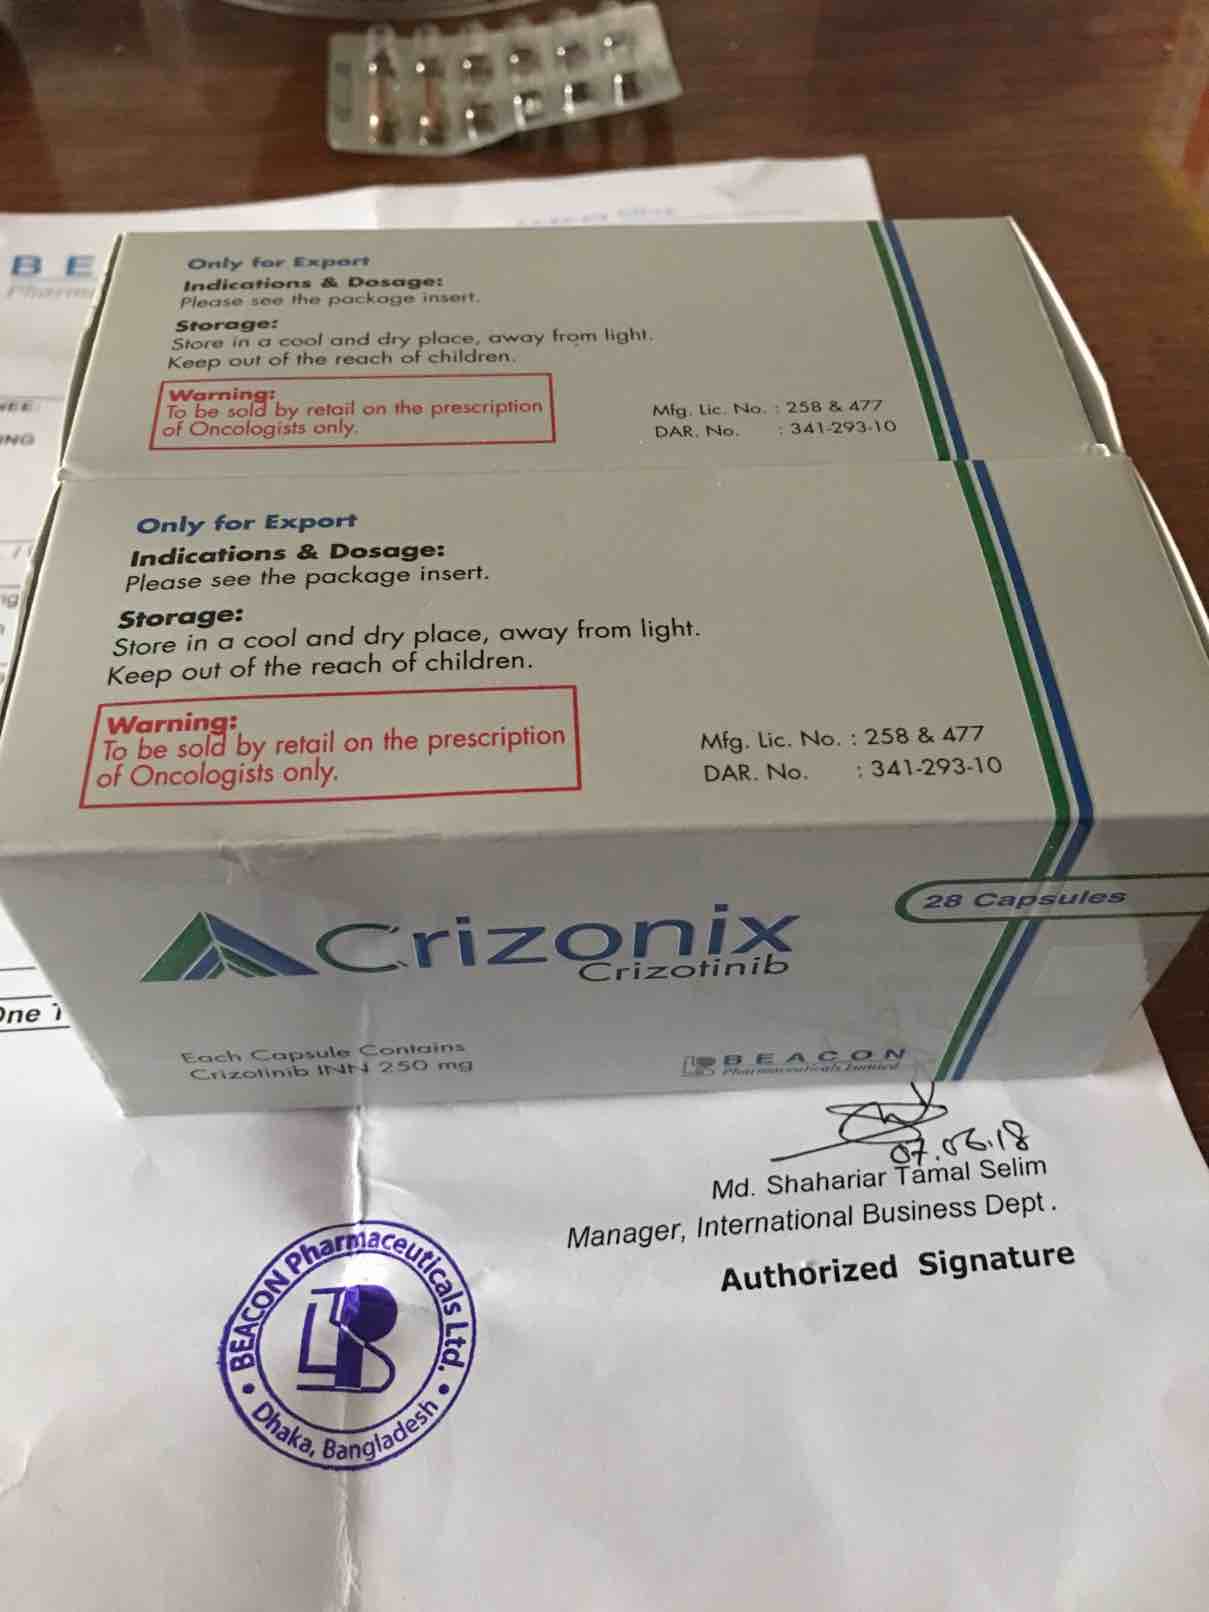 B E
Pharm
Only for Export
Indications & Dosage:
Please see the package insert.
Storage:
Store in a cool and dry place, away from light.
Keep out of the reach of children.
Warning:
To be sold by retail on the prescription
of Oncologists only.
Mfg. Lic. No. : 258 & 477
DAR. No. : 341-293-10
Only for Export
Indications & Dosage:
Please see the package insert.
Storage:
Store in a cool and dry place, away from light.
Keep out of the reach of children.
Warning:
To be sold by retail on the prescription
of Oncologists only.
Mfg. Lic. No. : 258 & 477
DAR. No. : 341-293-10
28 Capsules
Crizonix
Crizotinib
Each Capsule Contains
Crizotinib INN 250 mg
BEACON
Pharmaceuticals Limited
07.06.18
Md. Shahariar Tamal Selim
Manager, International Business Dept.
Authorized Signature
BEACON Pharmaceuticals Ltd.
Dhaka, Bangladesh